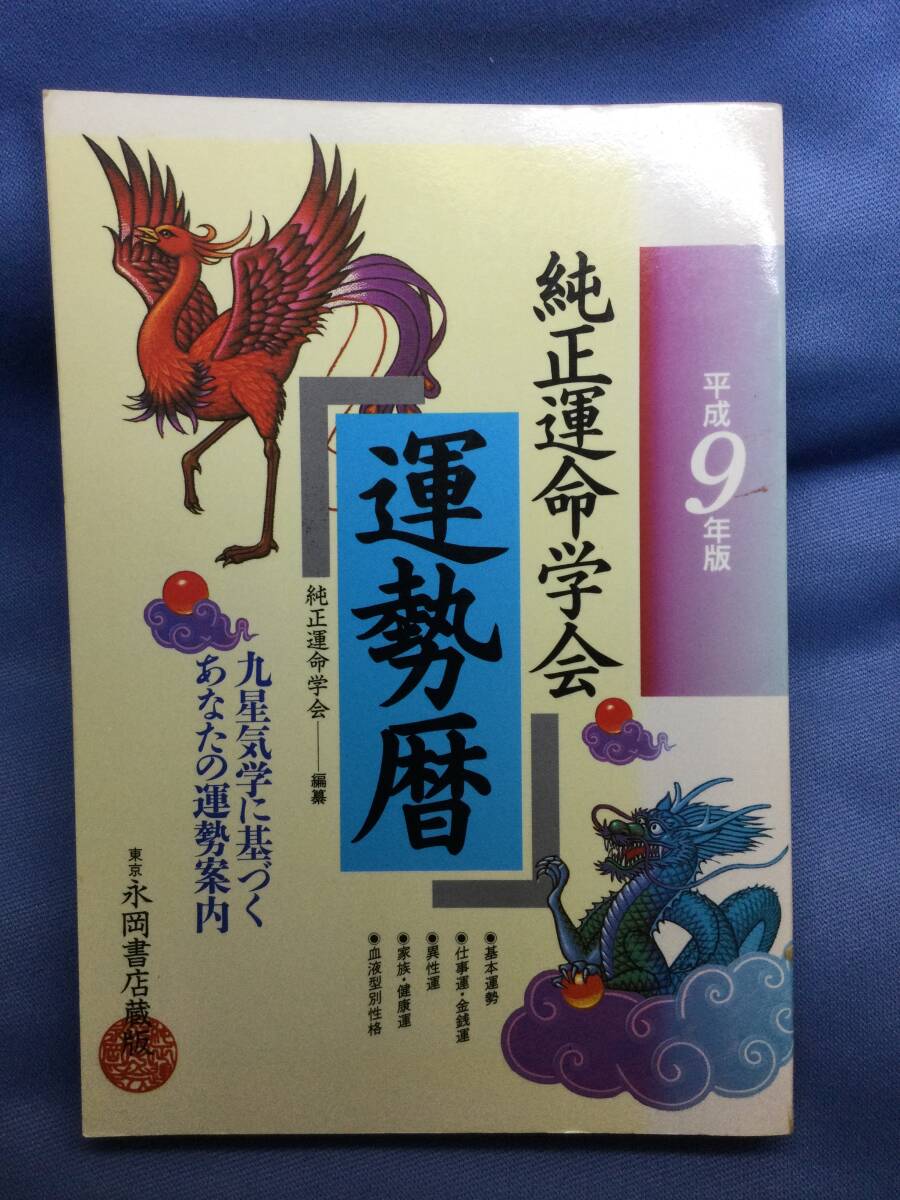 平成9年版
純正運命学会
運勢暦
純正運命学会――編纂
九星気学に基づく
あなたの運勢案内
●基本運勢
●仕事運・金銭運
●異性運
●家族・健康運
●血液型別性格
東京 永岡書店蔵版